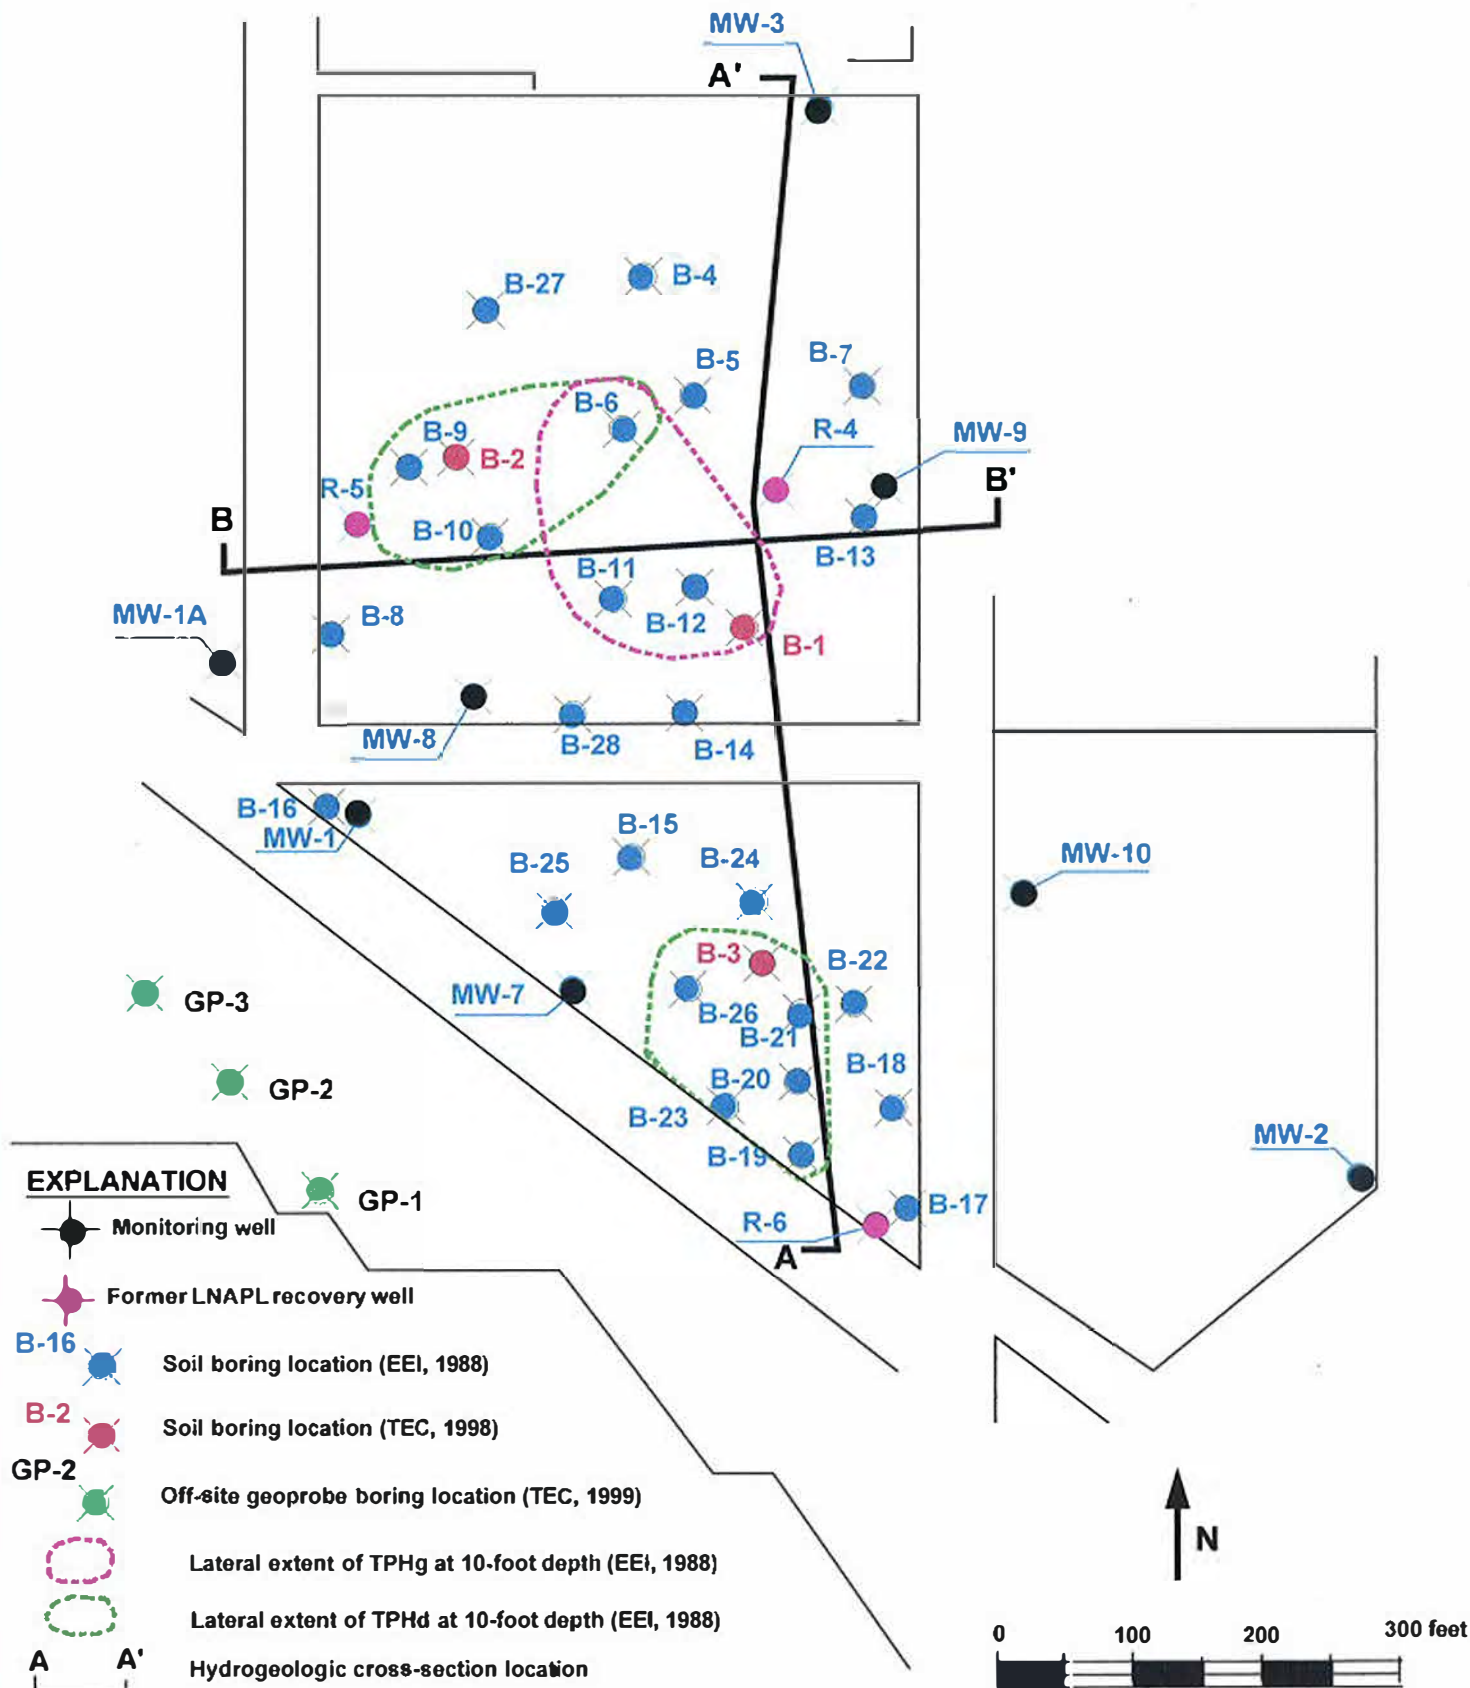 MW-3
A'
B-27
B-4
B-5
B-7
B-6
B-9
B-2
R-4
MW-9
R-5
B'
B
B-10
B-13
B-11
MW-1A
B-8
B-12
B-1
MW-8
B-28
B-14
B-16
MW-1
B-15
B-25
B-24
MW-10
B-3
B-22
GP-3
MW-7
B-26
B-21
B-18
GP-2
B-20
B-23
MW-2
B-19
EXPLANATION
GP-1
B-17
R-6
Monitoring well
A
Former LNAPL recovery well
B-16
Soil boring location (EEI, 1988)
B-2
Soil boring location (TEC, 1998)
GP-2
Off-site geoprobe boring location (TEC, 1999)
N
Lateral extent of TPHg at 10-foot depth (EEI, 1988)
Lateral extent of TPHd at 10-foot depth (EEI, 1988)
0 100 200 300 feet
A A'
Hydrogeologic cross-section location